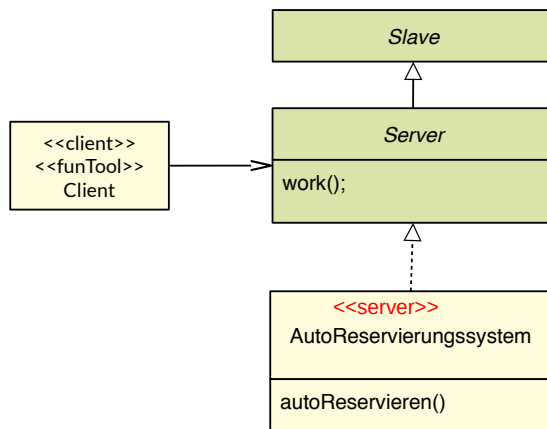 Slave
Server
work();
<<client>>
<<funTool>>
Client
<<server>>
AutoReservierungssystem
autoReservieren()